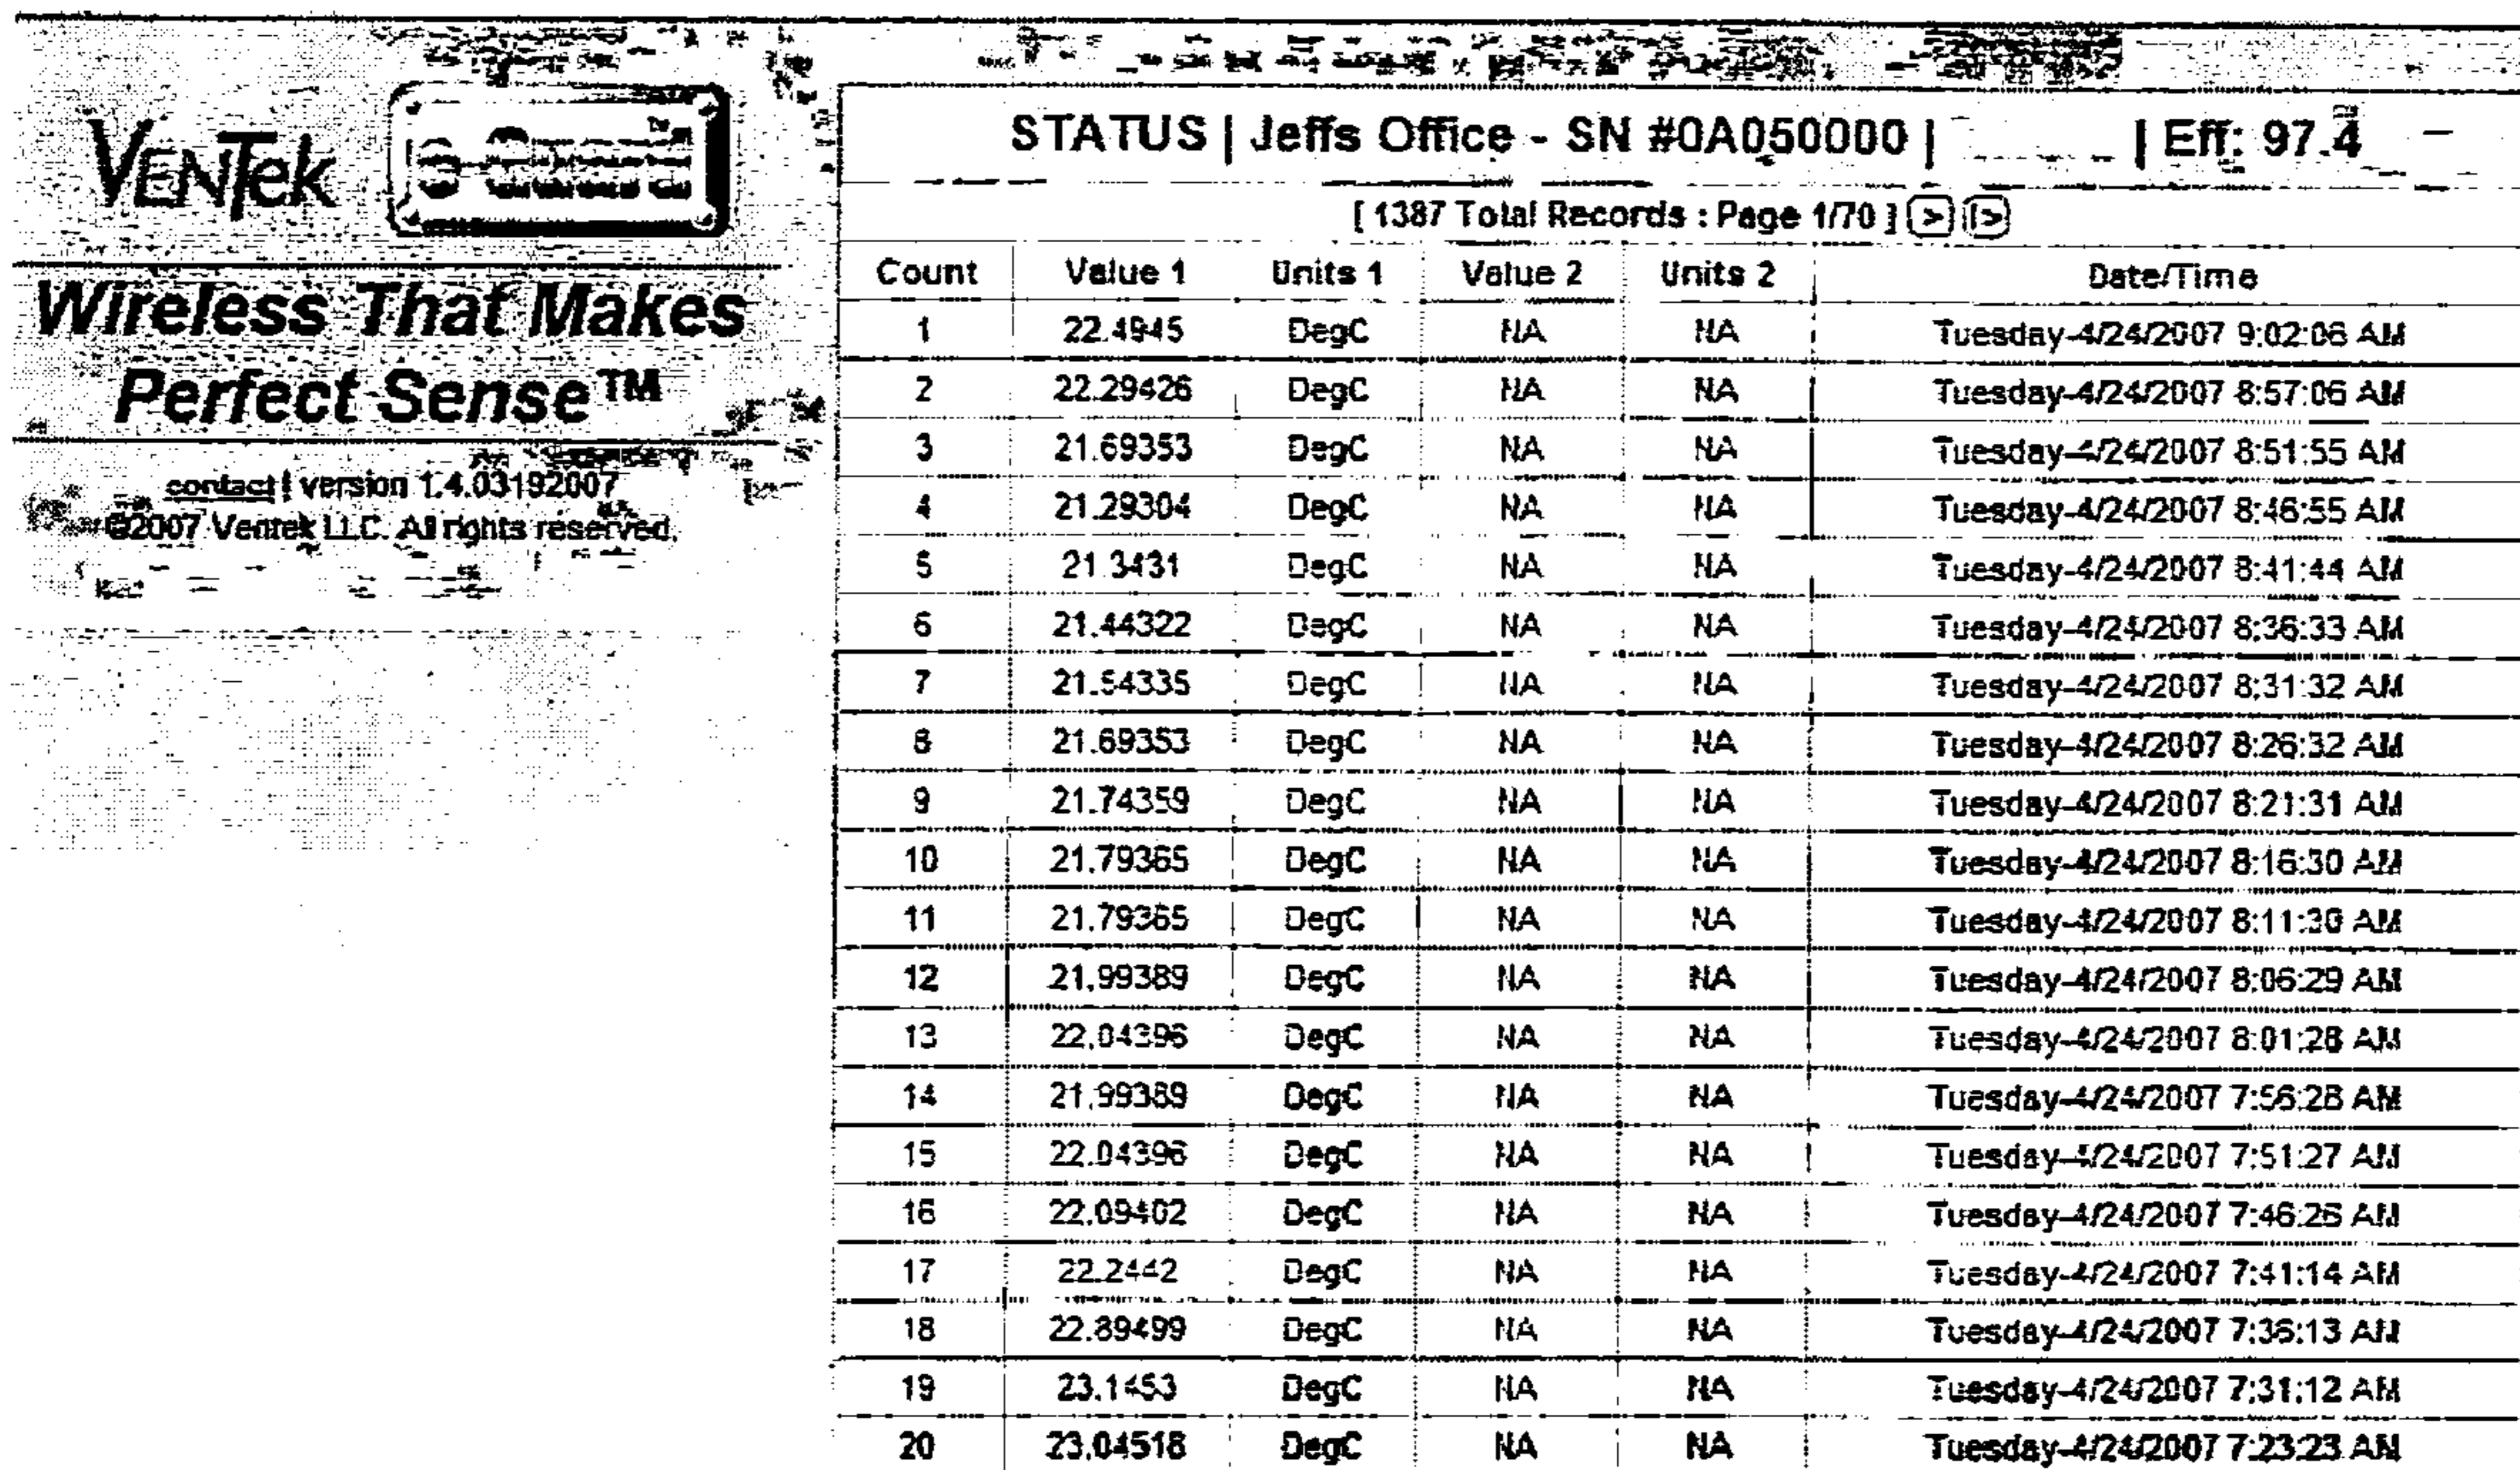 VENTek
STATUS | Jeffs Office - SN #0A050000 | | Eff: 97.4
[ 1387 Total Records : Page 1/70 ] > |>
Wireless That Makes
Perfect Sense™
contact | version 1.4.03192007
©2007 Ventek LLC. All rights reserved.
Count Value 1 Units 1 Value 2 Units 2 Date/Time
1 22.4945 DegC NA NA Tuesday-4/24/2007 9:02:06 AM
2 22.29426 DegC NA NA Tuesday-4/24/2007 8:57:06 AM
3 21.69353 DegC NA NA Tuesday-4/24/2007 8:51:55 AM
4 21.29304 DegC NA NA Tuesday-4/24/2007 8:46:55 AM
5 21.3431 DegC NA NA Tuesday-4/24/2007 8:41:44 AM
6 21.44322 DegC NA NA Tuesday-4/24/2007 8:36:33 AM
7 21.54335 DegC NA NA Tuesday-4/24/2007 8:31:32 AM
8 21.69353 DegC NA NA Tuesday-4/24/2007 8:26:32 AM
9 21.74359 DegC NA NA Tuesday-4/24/2007 8:21:31 AM
10 21.79365 DegC NA NA Tuesday-4/24/2007 8:16:30 AM
11 21.79365 DegC NA NA Tuesday-4/24/2007 8:11:30 AM
12 21.99389 DegC NA NA Tuesday-4/24/2007 8:06:29 AM
13 22.04396 DegC NA NA Tuesday-4/24/2007 8:01:28 AM
14 21.99389 DegC NA NA Tuesday-4/24/2007 7:56:28 AM
15 22.04396 DegC NA NA Tuesday-4/24/2007 7:51:27 AM
16 22.09402 DegC NA NA Tuesday-4/24/2007 7:46:26 AM
17 22.2442 DegC NA NA Tuesday-4/24/2007 7:41:14 AM
18 22.89499 DegC NA NA Tuesday-4/24/2007 7:36:13 AM
19 23.1453 DegC NA NA Tuesday-4/24/2007 7:31:12 AM
20 23.04518 DegC NA NA Tuesday-4/24/2007 7:23:23 AM